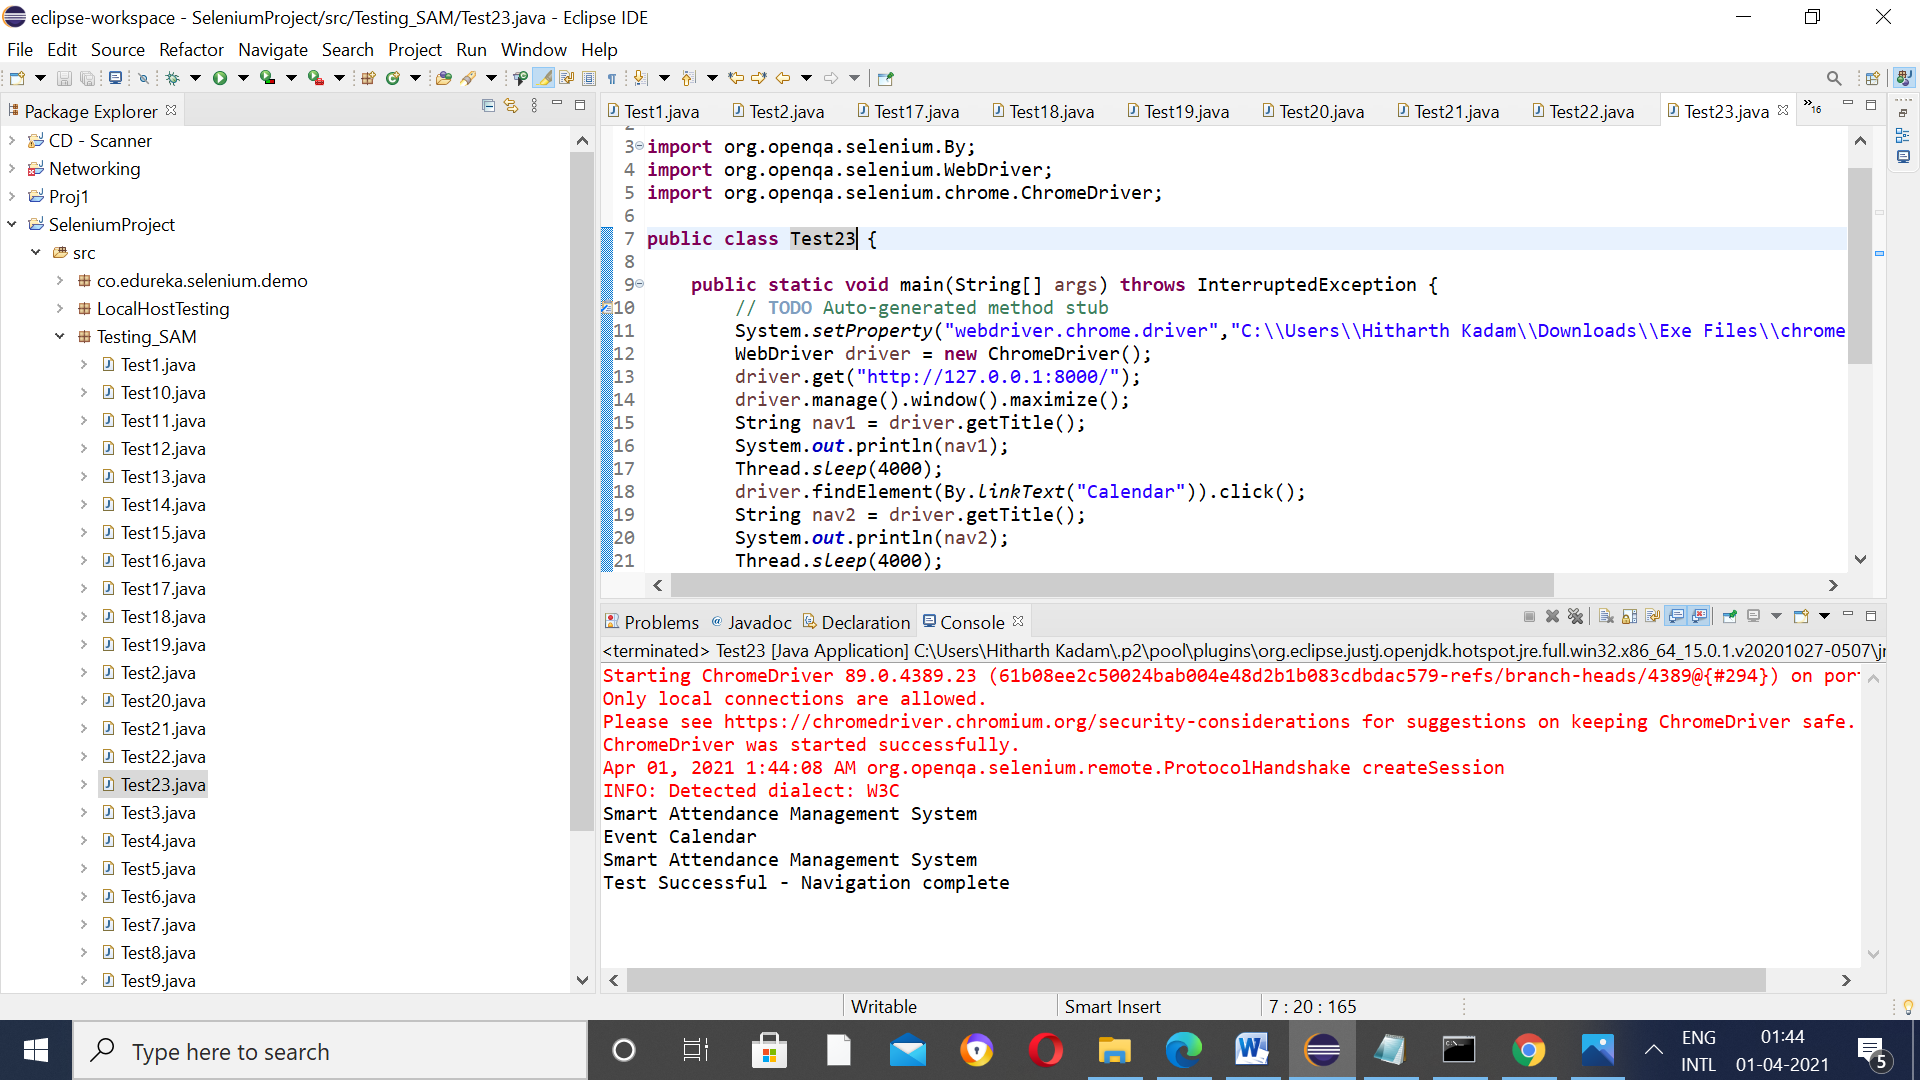 eclipse-workspace - SeleniumProject/src/Testing_SAM/Test23.java - Eclipse IDE
File Edit Source Refactor Navigate Search Project Run Window Help
Package Explorer
CD - Scanner
Networking
Proj1
SeleniumProject
src
co.edureka.selenium.demo
LocalHostTesting
Testing_SAM
Test1.java
Test10.java
Test11.java
Test12.java
Test13.java
Test14.java
Test15.java
Test16.java
Test17.java
Test18.java
Test19.java
Test2.java
Test20.java
Test21.java
Test22.java
Test23.java
Test3.java
Test4.java
Test5.java
Test6.java
Test7.java
Test8.java
Test9.java
Test1.java Test2.java Test17.java Test18.java Test19.java Test20.java Test21.java Test22.java Test23.java »16
2
3 import org.openqa.selenium.By;
4 import org.openqa.selenium.WebDriver;
5 import org.openqa.selenium.chrome.ChromeDriver;
6
7 public class Test23 {
8
9 public static void main(String[] args) throws InterruptedException {
10 // TODO Auto-generated method stub
11 System.setProperty("webdriver.chrome.driver","C:\\Users\\Hitharth Kadam\\Downloads\\Exe Files\\chrome
12 WebDriver driver = new ChromeDriver();
13 driver.get("http://127.0.0.1:8000/");
14 driver.manage().window().maximize();
15 String nav1 = driver.getTitle();
16 System.out.println(nav1);
17 Thread.sleep(4000);
18 driver.findElement(By.linkText("Calendar")).click();
19 String nav2 = driver.getTitle();
20 System.out.println(nav2);
21 Thread.sleep(4000);
Problems @ Javadoc Declaration Console
<terminated> Test23 [Java Application] C:\Users\Hitharth Kadam\.p2\pool\plugins\org.eclipse.justj.openjdk.hotspot.jre.full.win32.x86_64_15.0.1.v20201027-0507\jr
Starting ChromeDriver 89.0.4389.23 (61b08ee2c50024bab004e48d2b1b083cdbdac579-refs/branch-heads/4389@{#294}) on por
Only local connections are allowed.
Please see https://chromedriver.chromium.org/security-considerations for suggestions on keeping ChromeDriver safe.
ChromeDriver was started successfully.
Apr 01, 2021 1:44:08 AM org.openqa.selenium.remote.ProtocolHandshake createSession
INFO: Detected dialect: W3C
Smart Attendance Management System
Event Calendar
Smart Attendance Management System
Test Successful - Navigation complete
Writable Smart Insert 7 : 20 : 165
Type here to search
ENG
INTL
01:44
01-04-2021
5